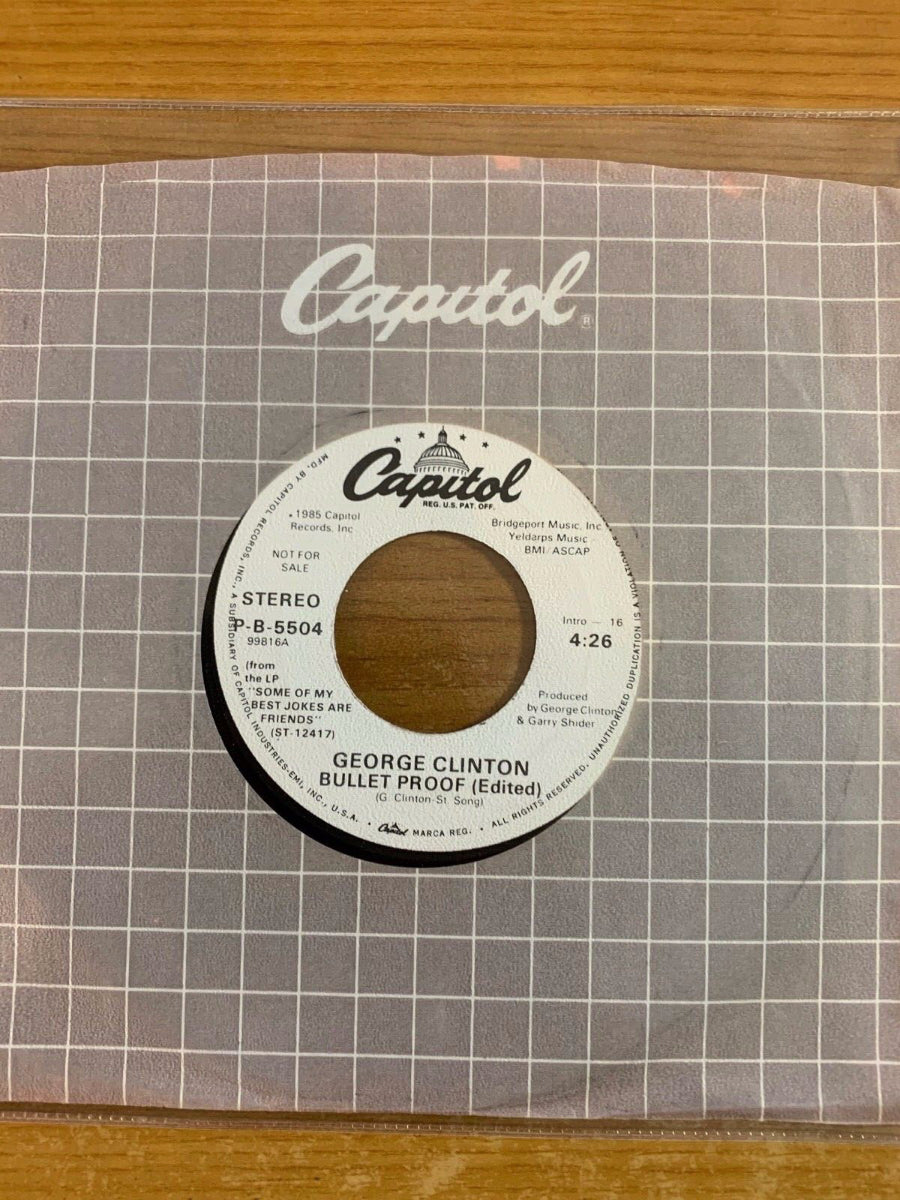 Capitol ®
Capitol
REG. U.S. PAT. OFF.
• 1985 Capitol
Records, Inc
NOT FOR
SALE
STEREO
P-B-5504
99816A
(from
the LP
"SOME OF MY
BEST JOKES ARE
FRIENDS"
(ST-12417)
Bridgeport Music, Inc
Yeldarps Music -
BMI/ASCAP
Intro — 16
4:26
Produced
by George Clinton
& Garry Shider
GEORGE CLINTON
BULLET PROOF (Edited)
(G. Clinton-St. Song)
MFD. BY CAPITOL RECORDS, INC., A SUBSIDIARY OF CAPITOL INDUSTRIES-EMI, INC., U.S.A. • Capitol MARCA REG. • ALL RIGHTS RESERVED. UNAUTHORIZED DUPLICATION IS A VIOLATION